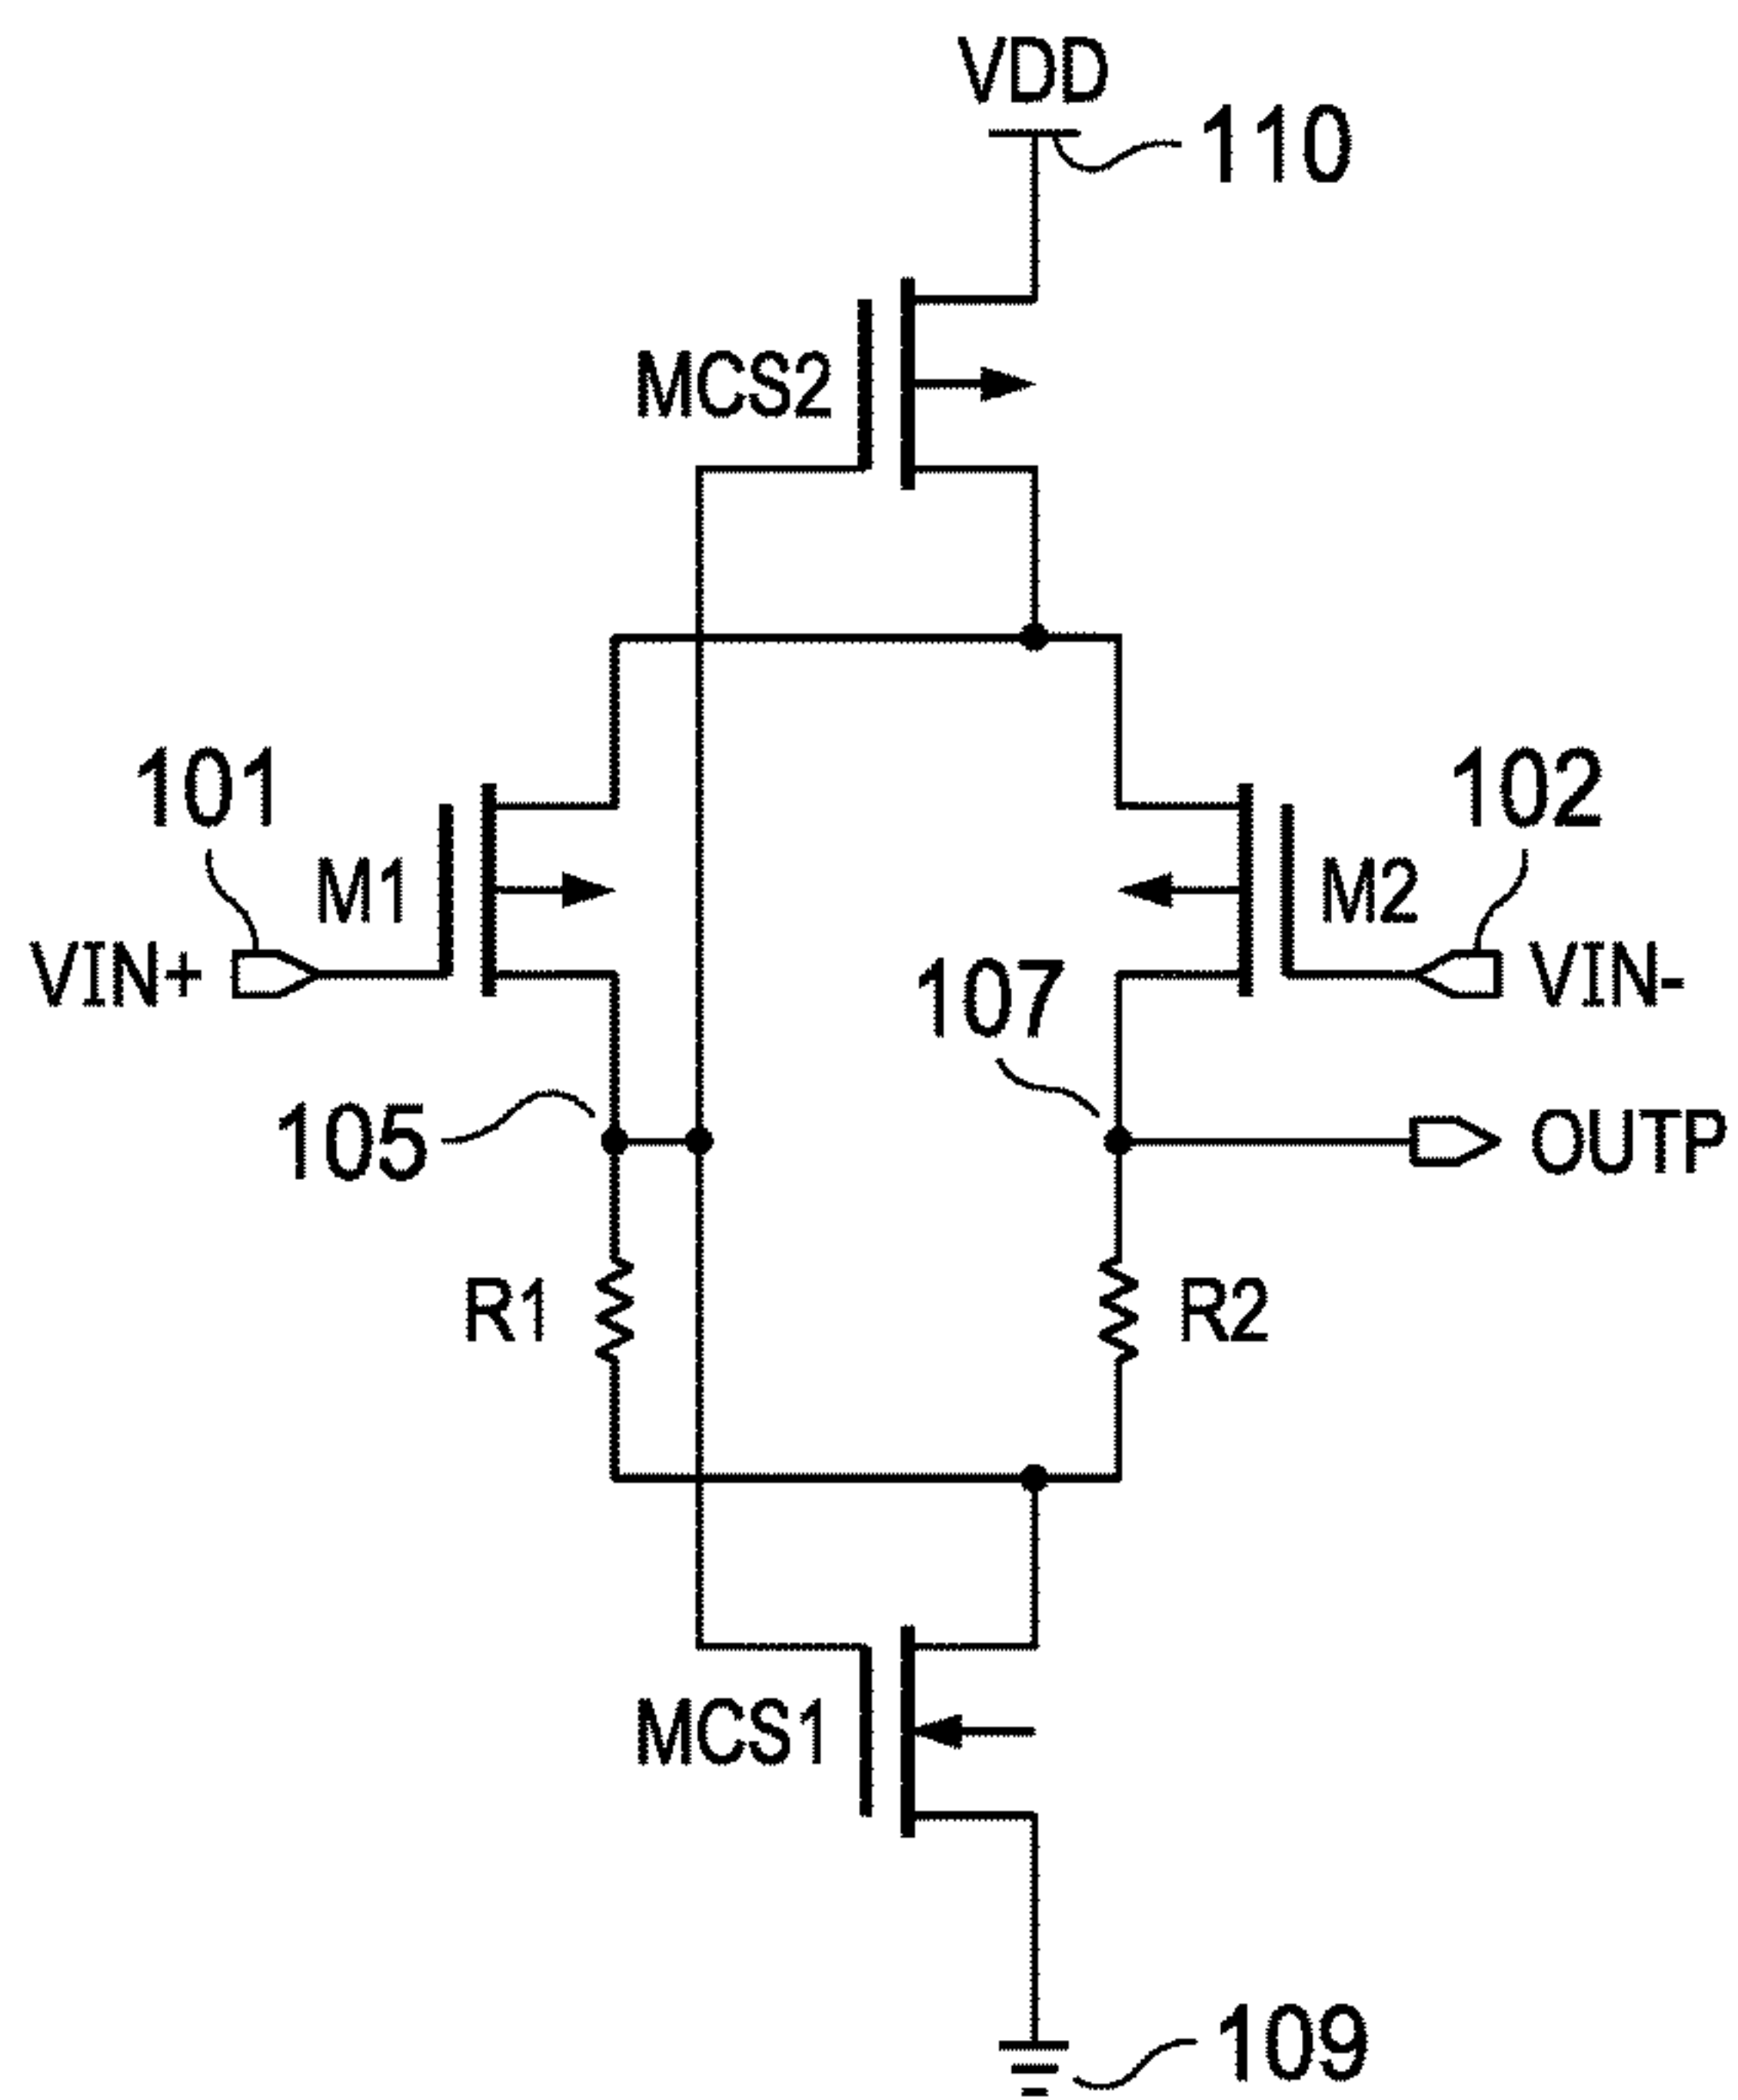 VDD
110
MCS2
101
102
M1
M2
VIN+
VIN-
107
105
OUTP
R1
R2
MCS1
109